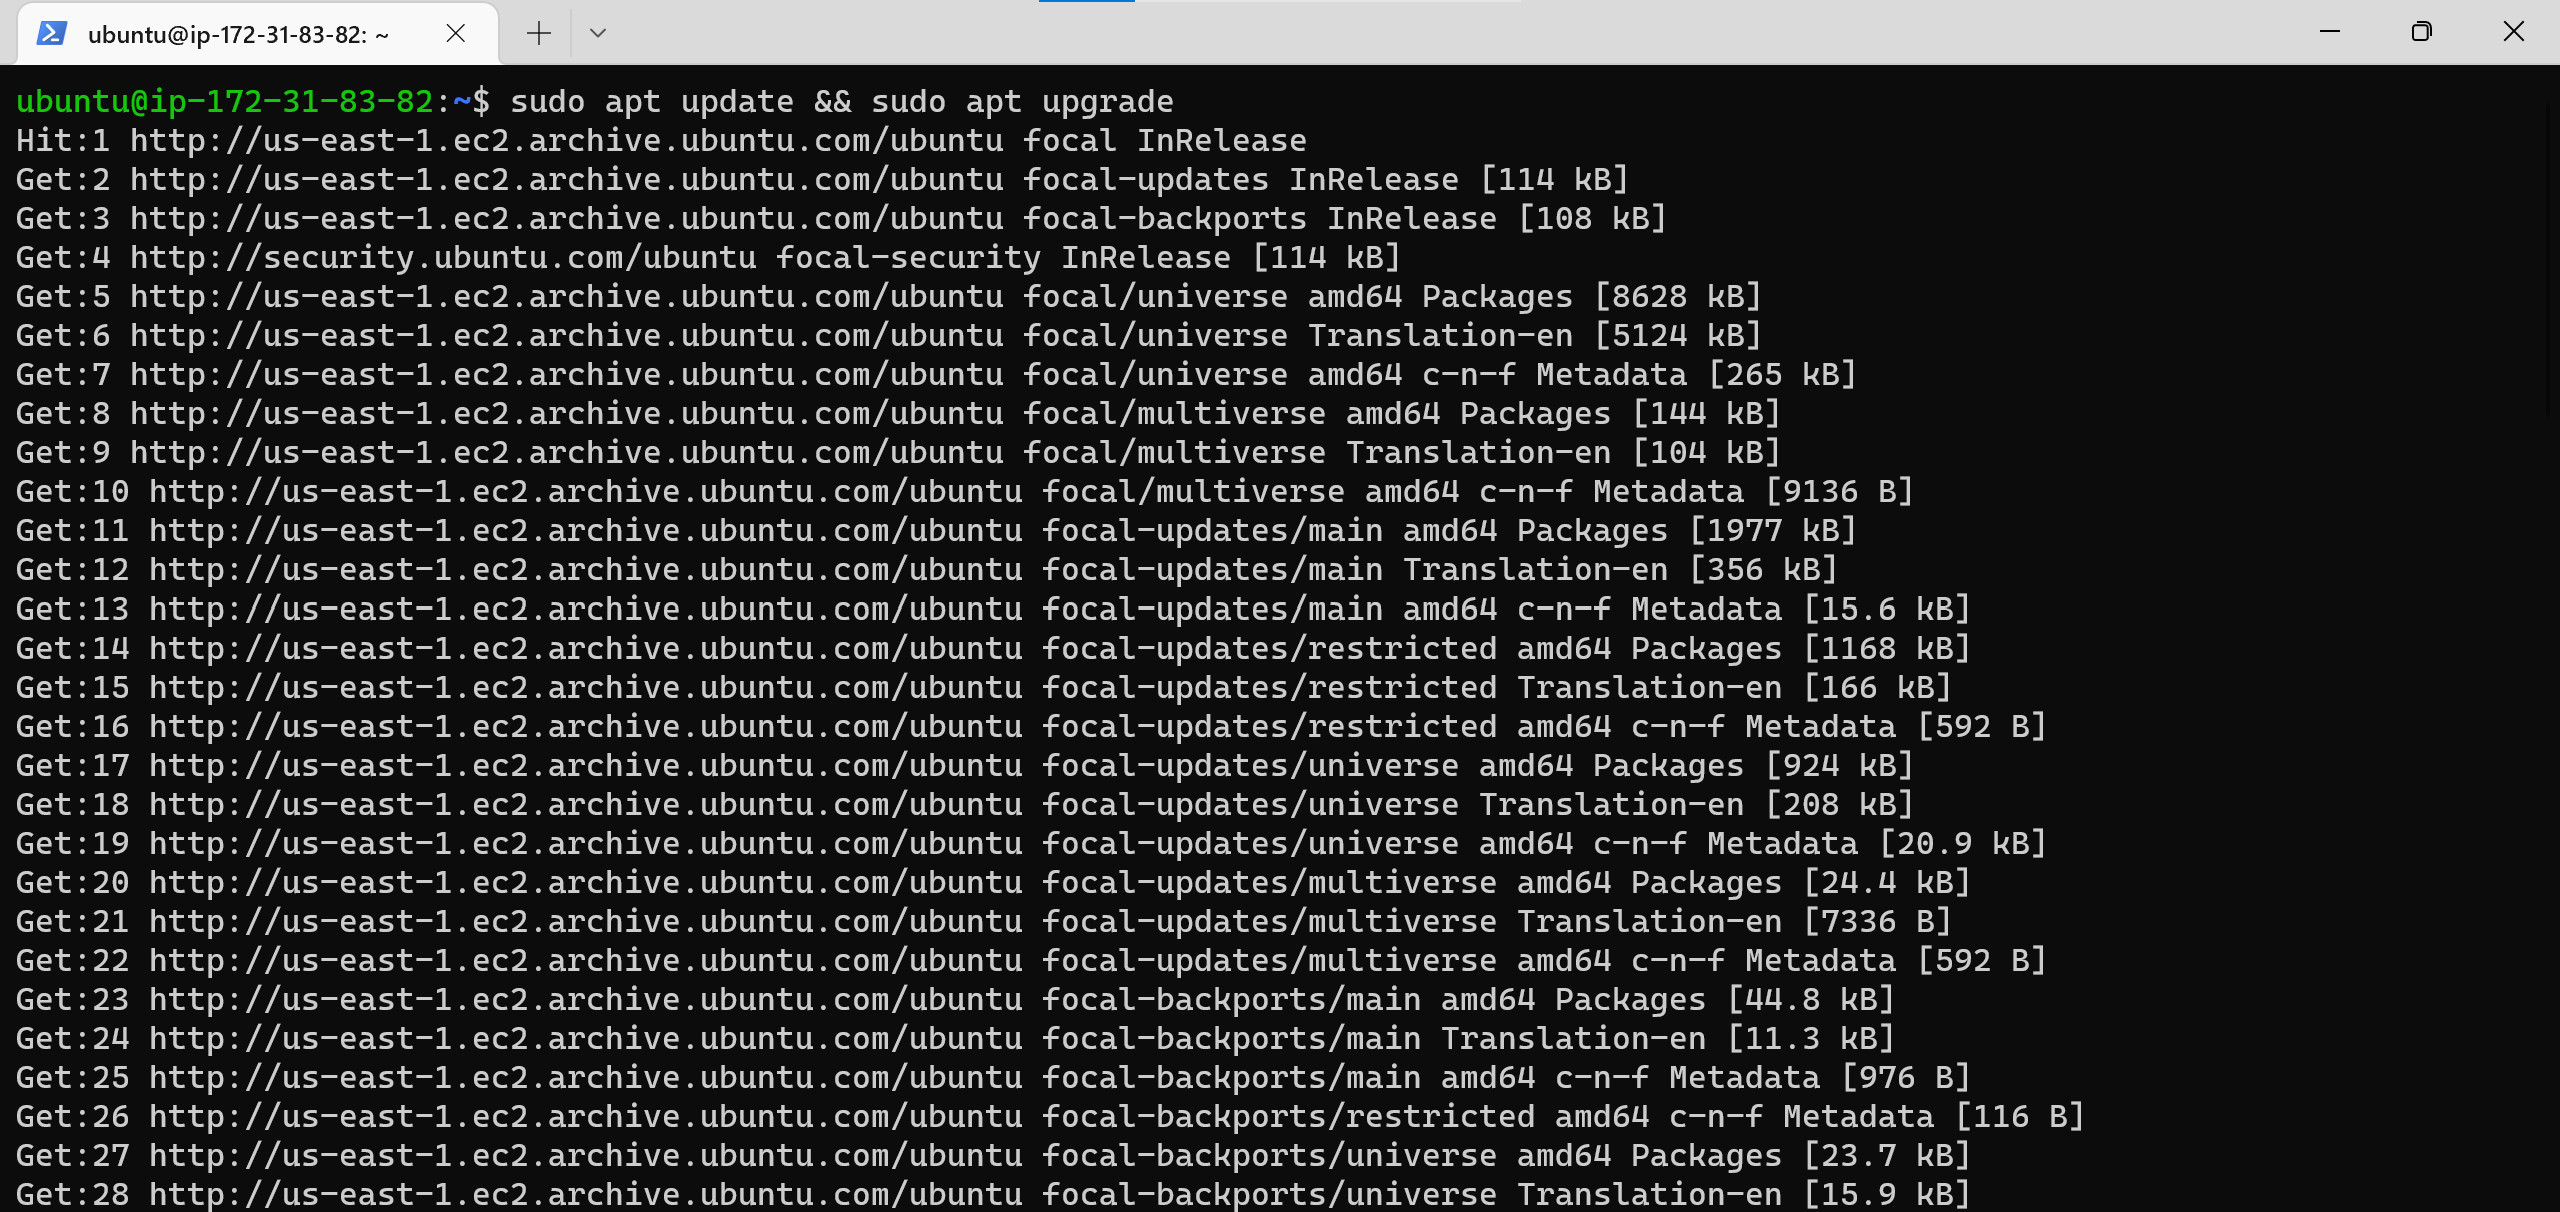 ubuntu@ip-172-31-83-82: ~
ubuntu@ip-172-31-83-82:~$ sudo apt update && sudo apt upgrade
Hit:1 http://us-east-1.ec2.archive.ubuntu.com/ubuntu focal InRelease
Get:2 http://us-east-1.ec2.archive.ubuntu.com/ubuntu focal-updates InRelease [114 kB]
Get:3 http://us-east-1.ec2.archive.ubuntu.com/ubuntu focal-backports InRelease [108 kB]
Get:4 http://security.ubuntu.com/ubuntu focal-security InRelease [114 kB]
Get:5 http://us-east-1.ec2.archive.ubuntu.com/ubuntu focal/universe amd64 Packages [8628 kB]
Get:6 http://us-east-1.ec2.archive.ubuntu.com/ubuntu focal/universe Translation-en [5124 kB]
Get:7 http://us-east-1.ec2.archive.ubuntu.com/ubuntu focal/universe amd64 c-n-f Metadata [265 kB]
Get:8 http://us-east-1.ec2.archive.ubuntu.com/ubuntu focal/multiverse amd64 Packages [144 kB]
Get:9 http://us-east-1.ec2.archive.ubuntu.com/ubuntu focal/multiverse Translation-en [104 kB]
Get:10 http://us-east-1.ec2.archive.ubuntu.com/ubuntu focal/multiverse amd64 c-n-f Metadata [9136 B]
Get:11 http://us-east-1.ec2.archive.ubuntu.com/ubuntu focal-updates/main amd64 Packages [1977 kB]
Get:12 http://us-east-1.ec2.archive.ubuntu.com/ubuntu focal-updates/main Translation-en [356 kB]
Get:13 http://us-east-1.ec2.archive.ubuntu.com/ubuntu focal-updates/main amd64 c-n-f Metadata [15.6 kB]
Get:14 http://us-east-1.ec2.archive.ubuntu.com/ubuntu focal-updates/restricted amd64 Packages [1168 kB]
Get:15 http://us-east-1.ec2.archive.ubuntu.com/ubuntu focal-updates/restricted Translation-en [166 kB]
Get:16 http://us-east-1.ec2.archive.ubuntu.com/ubuntu focal-updates/restricted amd64 c-n-f Metadata [592 B]
Get:17 http://us-east-1.ec2.archive.ubuntu.com/ubuntu focal-updates/universe amd64 Packages [924 kB]
Get:18 http://us-east-1.ec2.archive.ubuntu.com/ubuntu focal-updates/universe Translation-en [208 kB]
Get:19 http://us-east-1.ec2.archive.ubuntu.com/ubuntu focal-updates/universe amd64 c-n-f Metadata [20.9 kB]
Get:20 http://us-east-1.ec2.archive.ubuntu.com/ubuntu focal-updates/multiverse amd64 Packages [24.4 kB]
Get:21 http://us-east-1.ec2.archive.ubuntu.com/ubuntu focal-updates/multiverse Translation-en [7336 B]
Get:22 http://us-east-1.ec2.archive.ubuntu.com/ubuntu focal-updates/multiverse amd64 c-n-f Metadata [592 B]
Get:23 http://us-east-1.ec2.archive.ubuntu.com/ubuntu focal-backports/main amd64 Packages [44.8 kB]
Get:24 http://us-east-1.ec2.archive.ubuntu.com/ubuntu focal-backports/main Translation-en [11.3 kB]
Get:25 http://us-east-1.ec2.archive.ubuntu.com/ubuntu focal-backports/main amd64 c-n-f Metadata [976 B]
Get:26 http://us-east-1.ec2.archive.ubuntu.com/ubuntu focal-backports/restricted amd64 c-n-f Metadata [116 B]
Get:27 http://us-east-1.ec2.archive.ubuntu.com/ubuntu focal-backports/universe amd64 Packages [23.7 kB]
Get:28 http://us-east-1.ec2.archive.ubuntu.com/ubuntu focal-backports/universe Translation-en [15.9 kB]